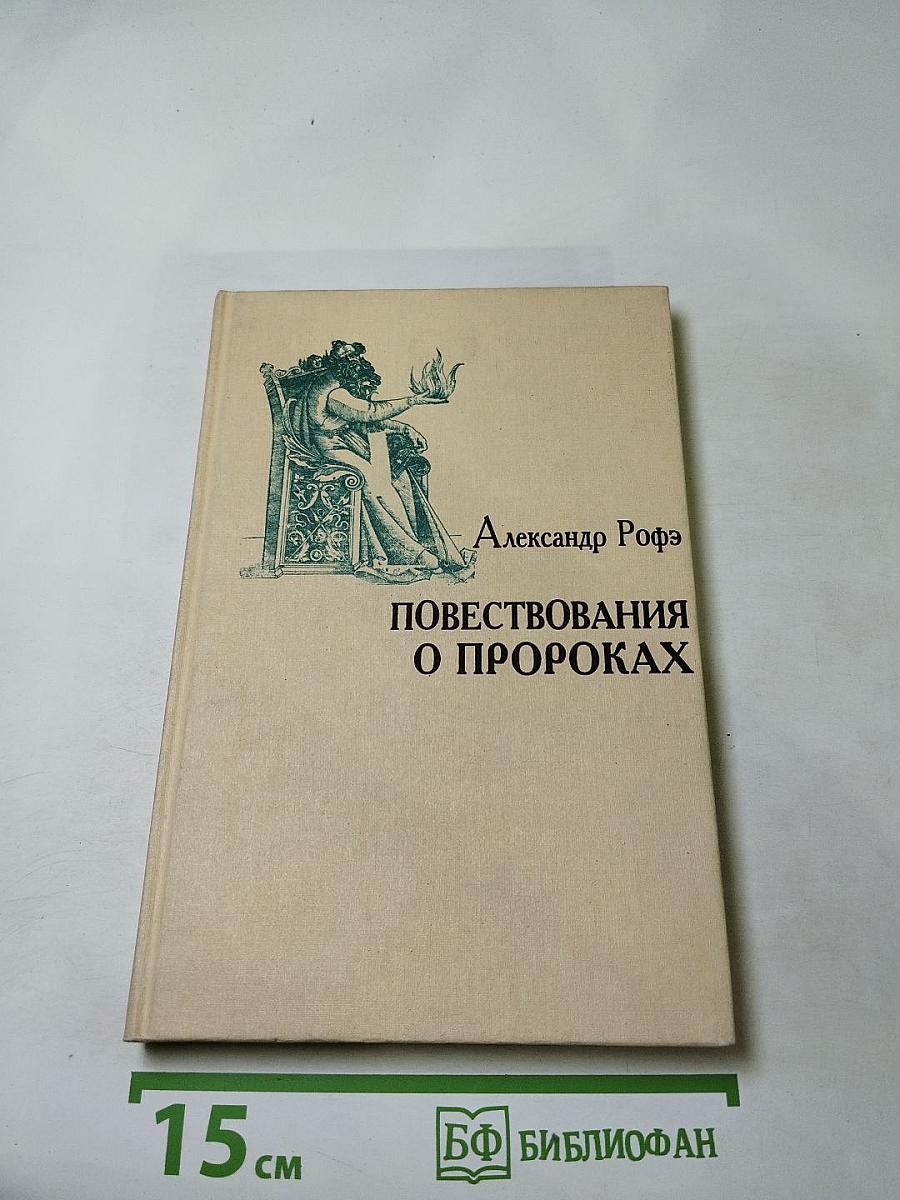 Александр Рофэ
ПОВЕСТВОВАНИЯ
О ПРОРОКАХ
15 см
БФ БИБЛИОФАН